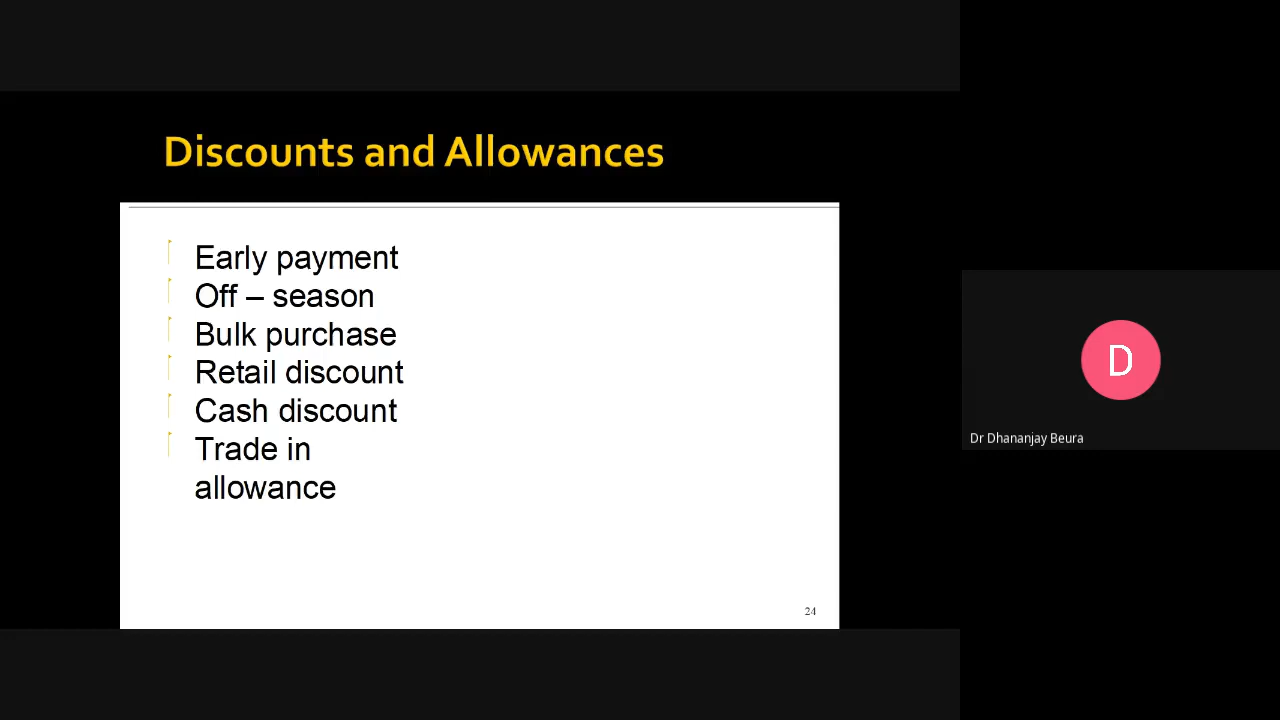 Discounts and Allowances
Early payment
Off – season
Bulk purchase
Retail discount
Cash discount
Trade in
allowance
24
D
Dr Dhananjay Beura